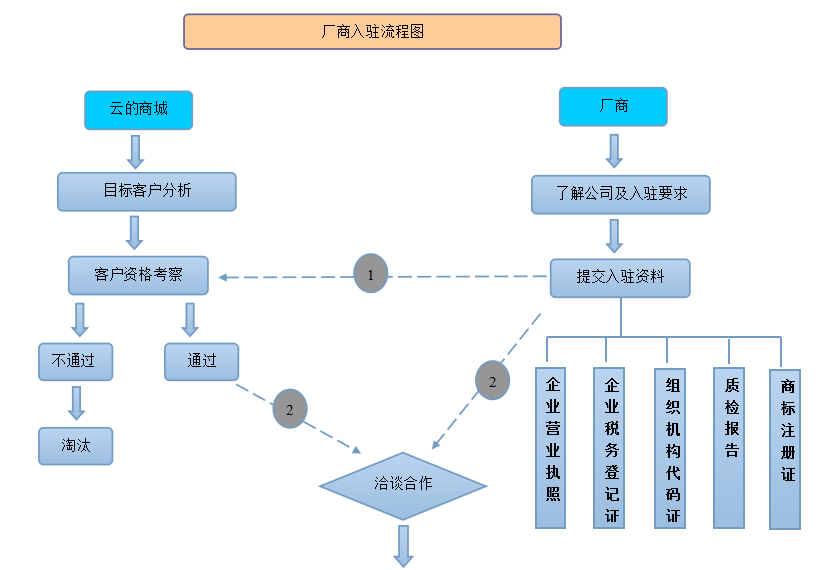 厂商入驻流程图
云的商城
厂商
目标客户分析
了解公司及入驻要求
客户资格考察
1
提交入驻资料
不通过
通过
2
2
淘汰
洽谈合作
企业营业执照
企业税务登记证
组织机构代码证
质检报告
商标注册证